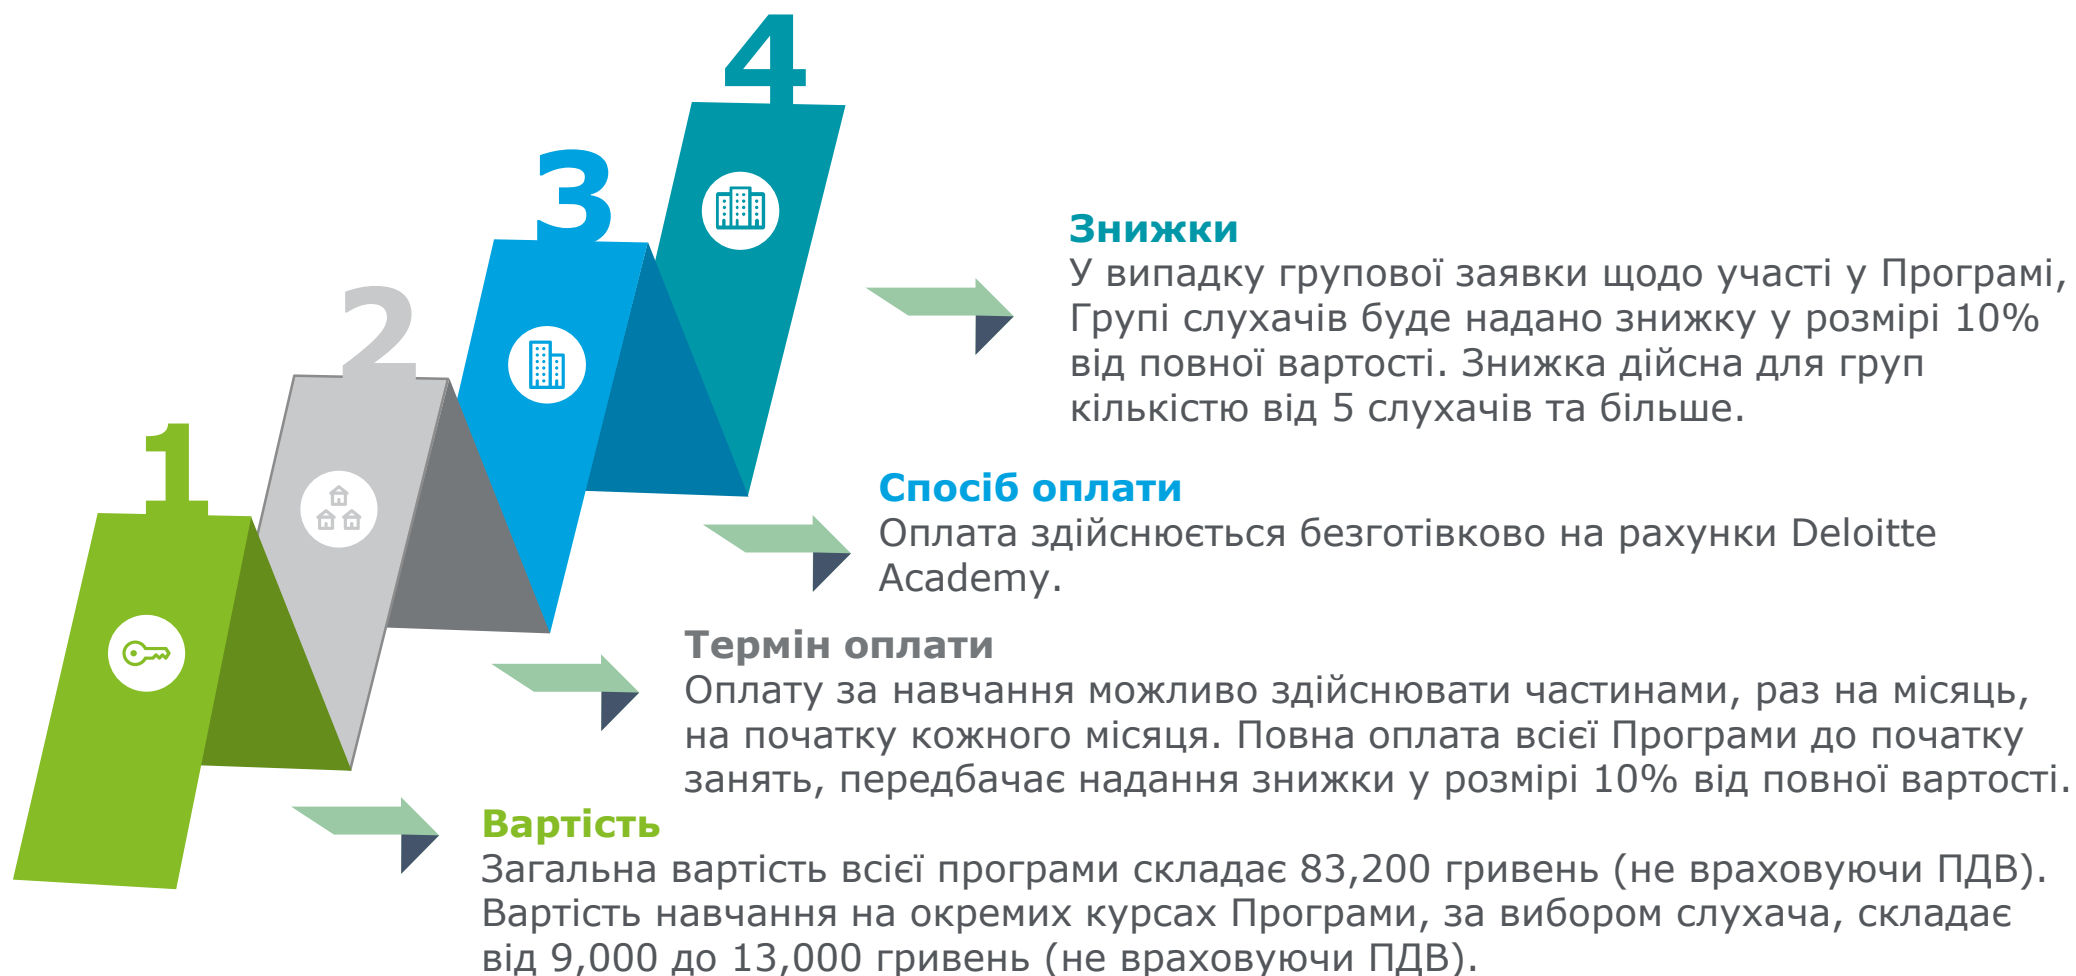 4
3
2
1
Знижки
У випадку групової заявки щодо участі у Програмі,
Групі слухачів буде надано знижку у розмірі 10%
від повної вартості. Знижка дійсна для груп
кількістю від 5 слухачів та більше.
Спосіб оплати
Оплата здійснюється безготівково на рахунки Deloitte
Academy.
Термін оплати
Оплату за навчання можливо здійснювати частинами, раз на місяць,
на початку кожного місяця. Повна оплата всієї Програми до початку
занять, передбачає надання знижки у розмірі 10% від повної вартості.
Вартість
Загальна вартість всієї програми складає 83,200 гривень (не враховуючи ПДВ).
Вартість навчання на окремих курсах Програми, за вибором слухача, складає
від 9,000 до 13,000 гривень (не враховуючи ПДВ).